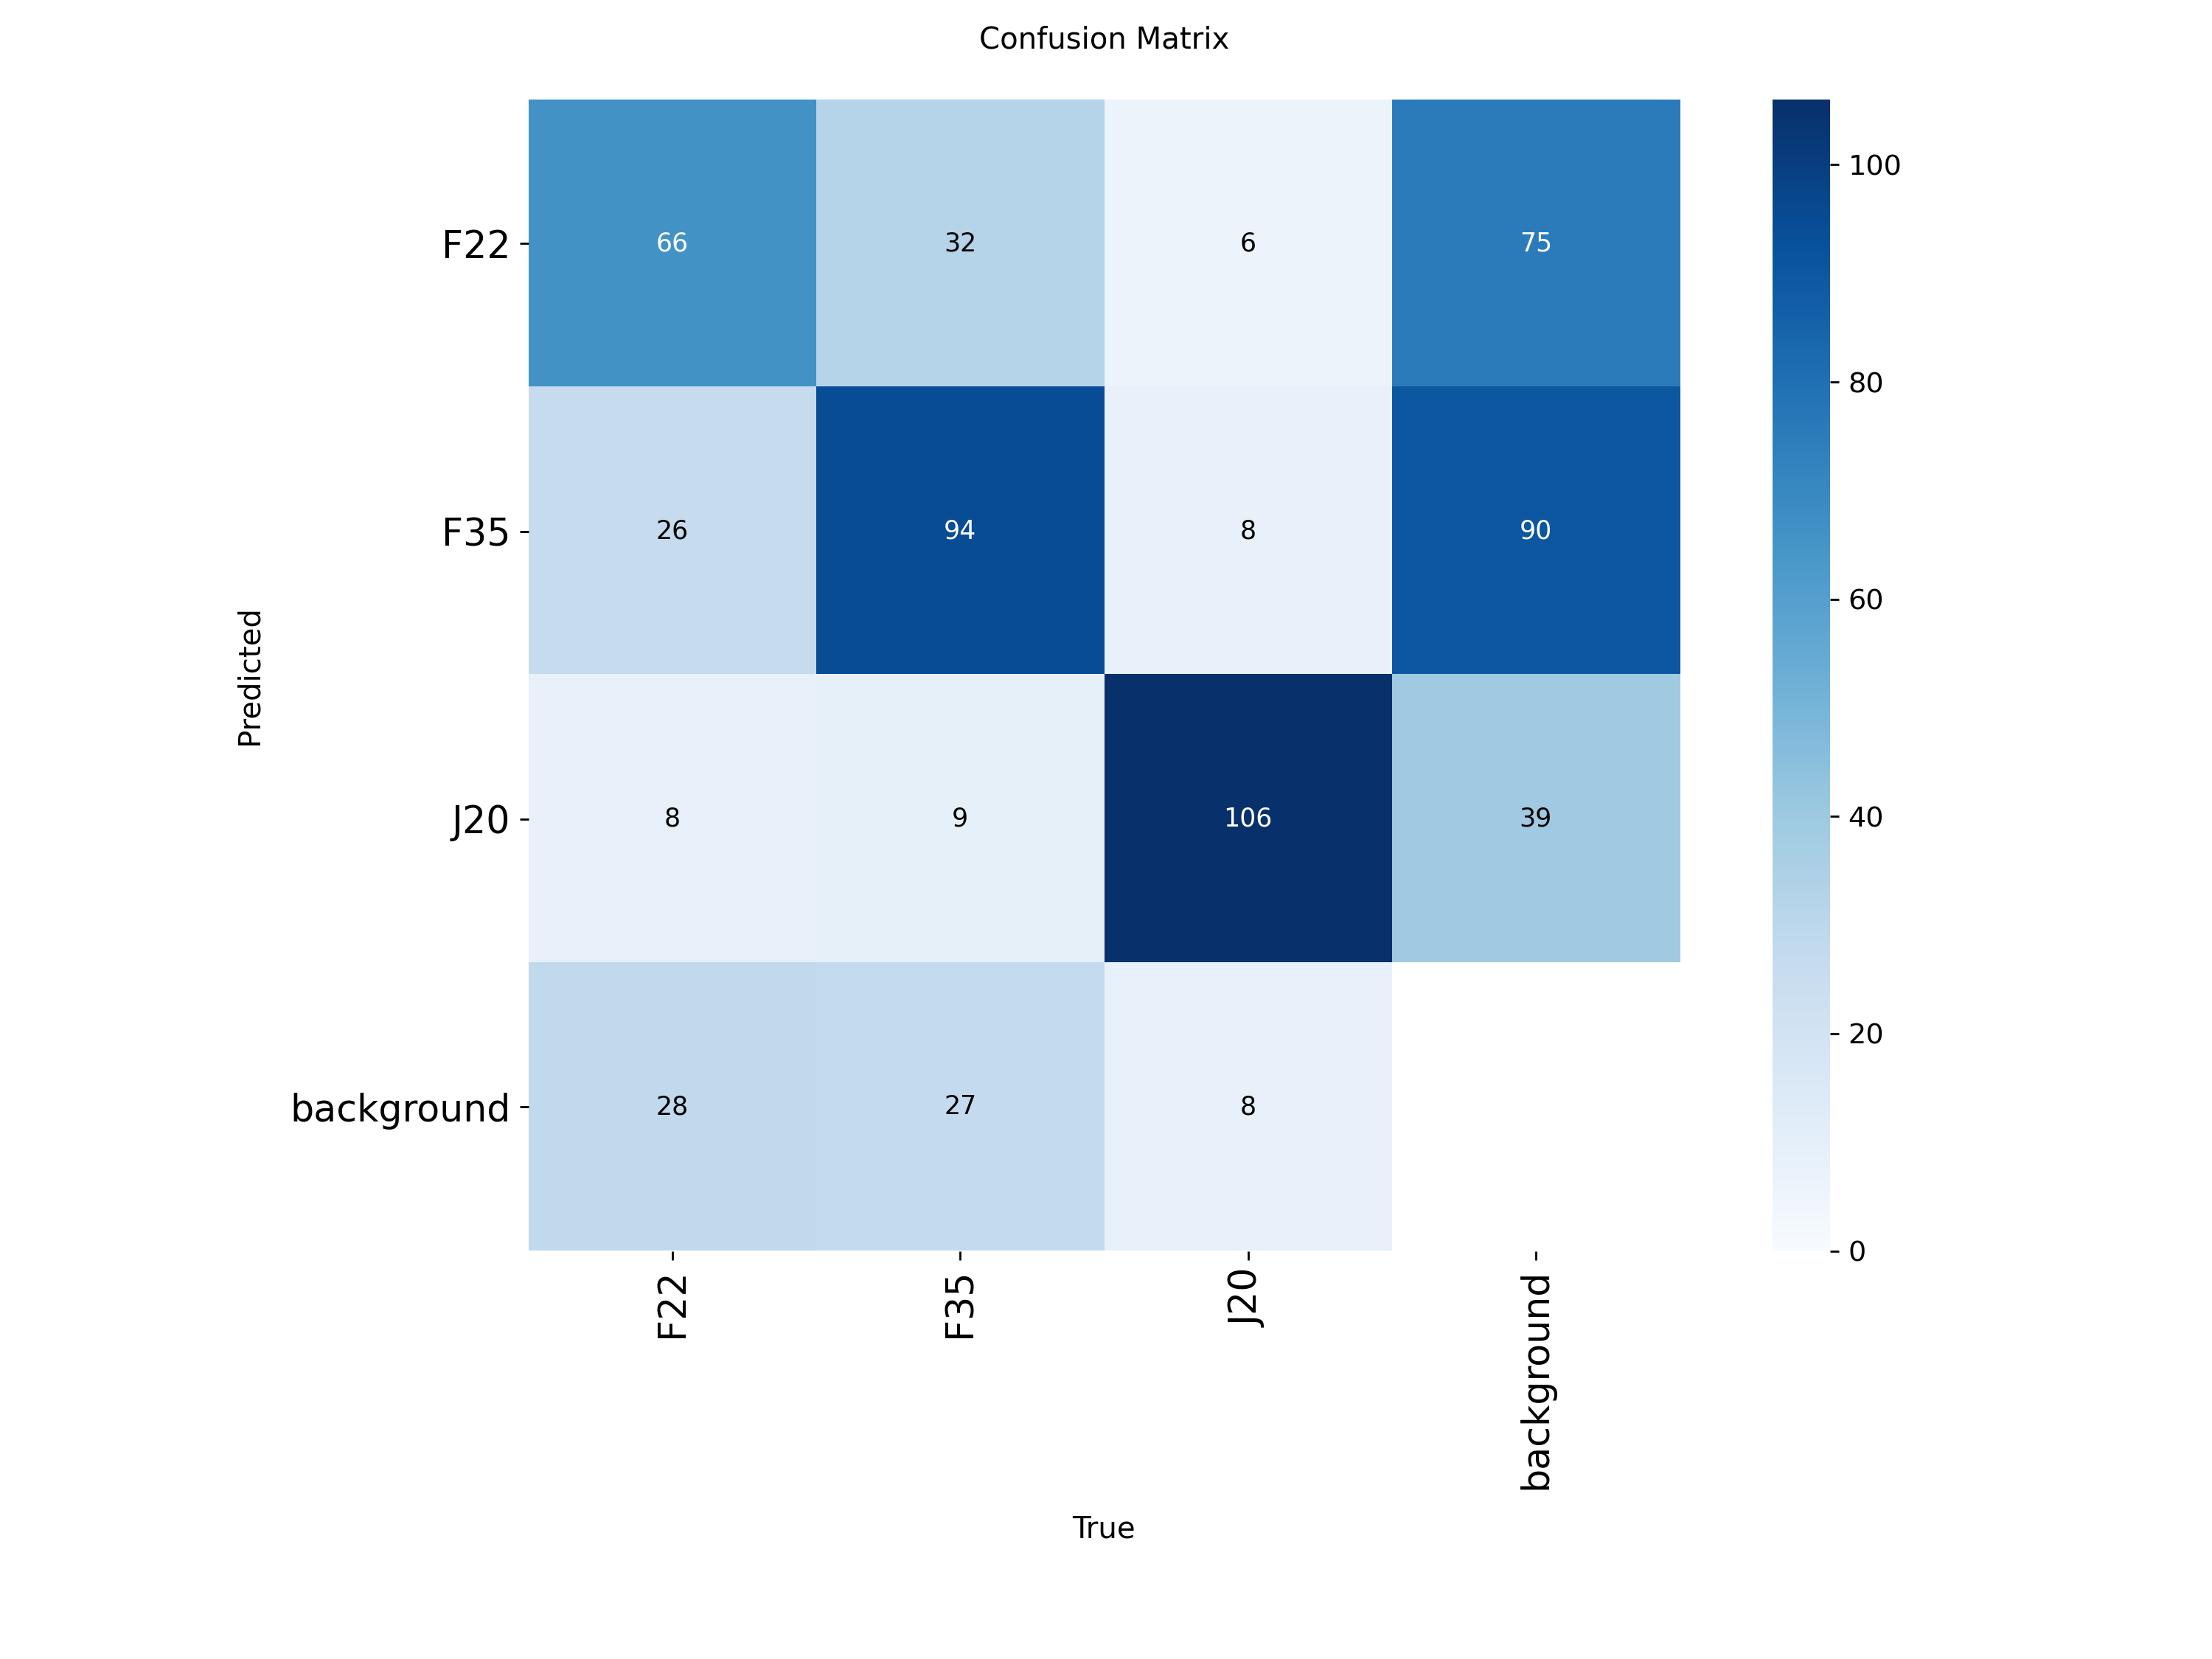 Confusion Matrix
F22
66 32 6 75
F35
26 94 8 90
J20
8 9 106 39
background
28 27 8
Predicted
F22
F35
J20
background
True
100
80
60
40
20
0